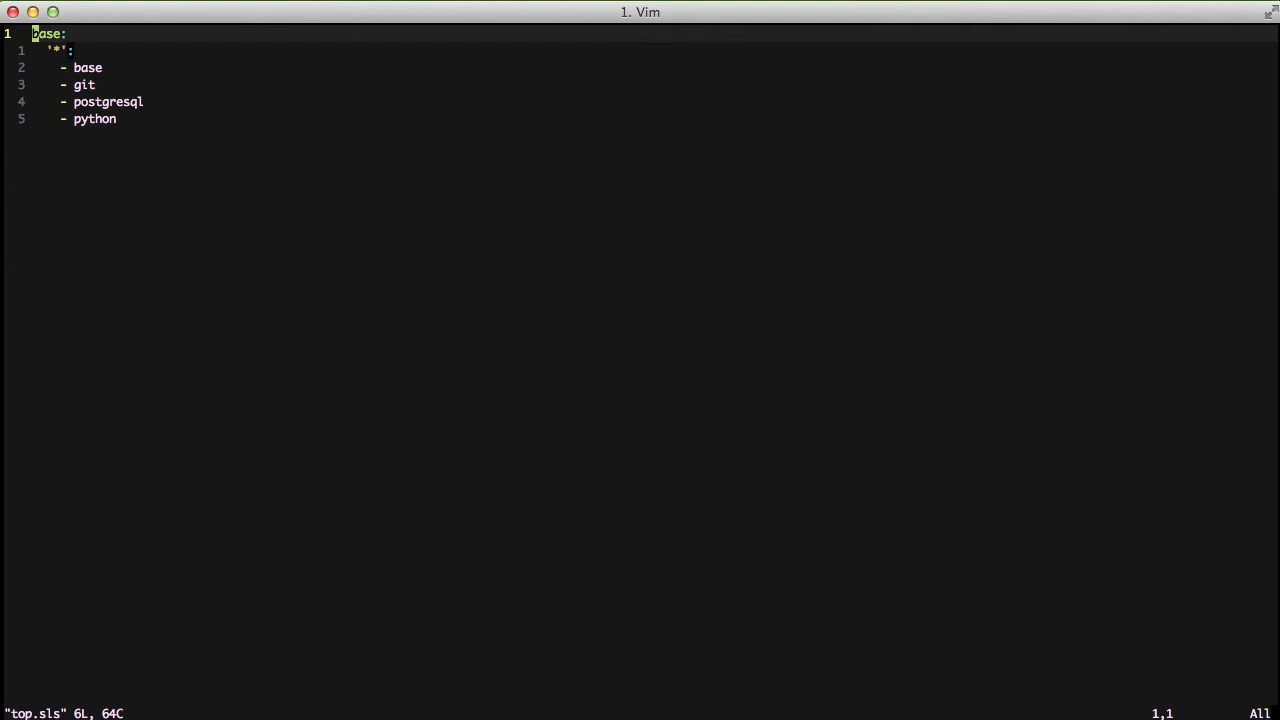 1. Vim
1 base:
1 '*':
2 - base
3 - git
4 - postgresql
5 - python
"top.sls" 6L, 64C 1,1 All